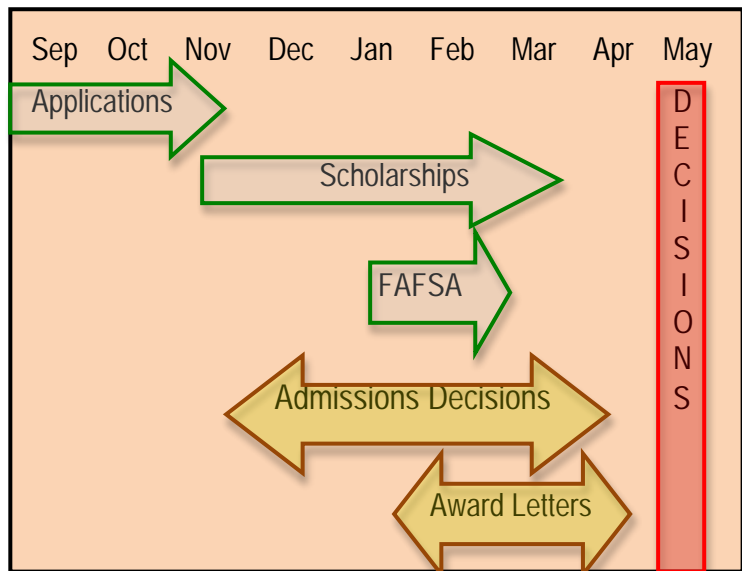 Sep Oct Nov Dec Jan Feb Mar Apr May
Applications
Scholarships
FAFSA
Admissions Decisions
Award Letters
D
E
C
I
S
I
O
N
S